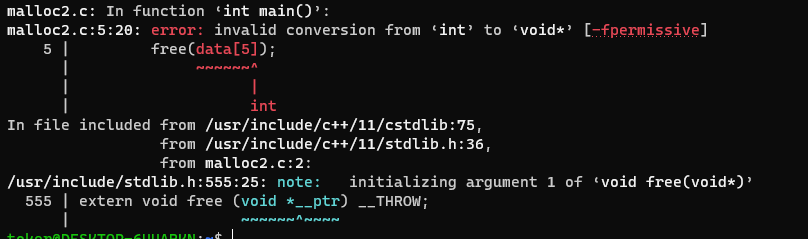 malloc2.c: In function ‘int main()’:
malloc2.c:5:20: error: invalid conversion from ‘int’ to ‘void*’ [-fpermissive]
    5 |         free(data[5]);
      |              ~~~~~~^
      |                    |
      |                    int
In file included from /usr/include/c++/11/cstdlib:75,
                 from /usr/include/c++/11/stdlib.h:36,
                 from malloc2.c:2:
/usr/include/stdlib.h:555:25: note:   initializing argument 1 of ‘void free(void*)’
  555 | extern void free (void *__ptr) __THROW;
      |                   ~~~~~~^~~~~